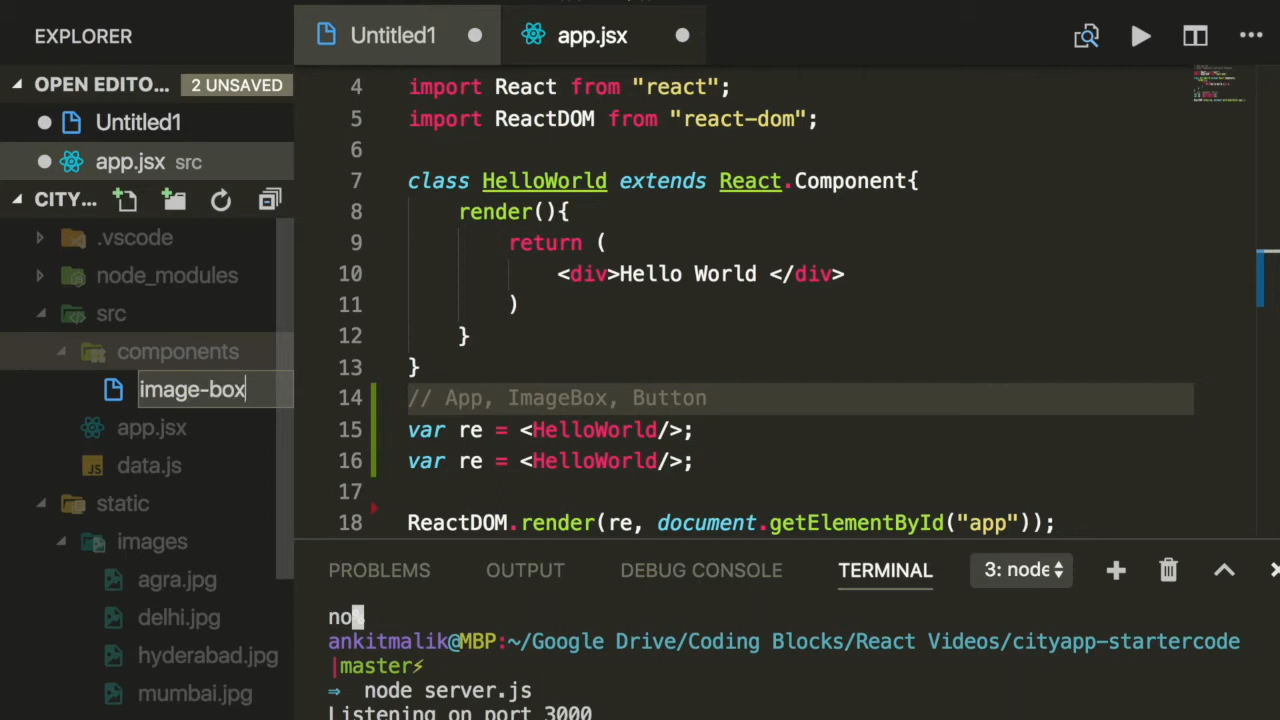 EXPLORER
OPEN EDITO... 2 UNSAVED
Untitled1
app.jsx src
CITY...
.vscode
node_modules
src
components
image-box
app.jsx
JS data.js
static
images
agra.jpg
delhi.jpg
hyderabad.jpg
mumbai.jpg
Untitled1
app.jsx
4 import React from "react";
5 import ReactDOM from "react-dom";
6
7 class HelloWorld extends React.Component{
8 render(){
9 return (
10 <div>Hello World </div>
11 )
12 }
13 }
14 // App, ImageBox, Button
15 var re = <HelloWorld/>;
16 var re = <HelloWorld/>;
17
18 ReactDOM.render(re, document.getElementById("app"));
PROBLEMS OUTPUT DEBUG CONSOLE TERMINAL 3: node
no%
ankitmalik@MBP:~/Google Drive/Coding Blocks/React Videos/cityapp-startercode
|master⚡
⇒ node server.js
Listening on port 3000